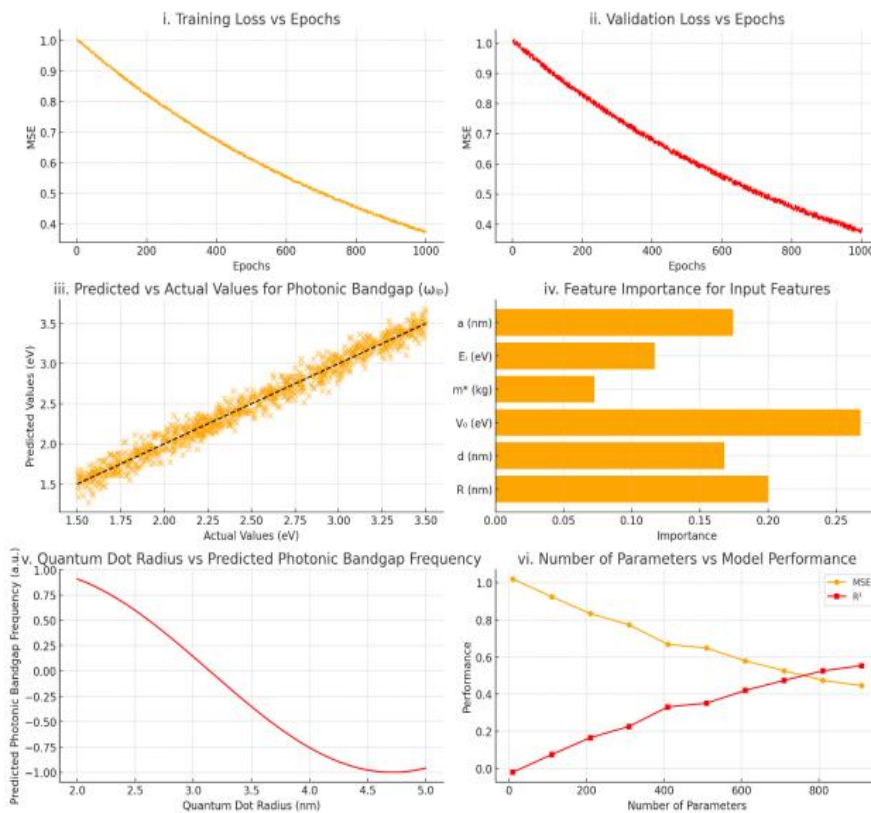 i. Training Loss vs Epochs
1.0
0.9
0.8
0.7
0.6
0.5
0.4
MSE
0 200 400 600 800 1000
Epochs
ii. Validation Loss vs Epochs
1.0
0.9
0.8
0.7
0.6
0.5
0.4
MSE
0 200 400 600 800 1000
Epochs
iii. Predicted vs Actual Values for Photonic Bandgap (ωₗₚ)
3.5
3.0
2.5
2.0
1.5
Predicted Values (eV)
1.50 1.75 2.00 2.25 2.50 2.75 3.00 3.25 3.50
Actual Values (eV)
iv. Feature Importance for Input Features
a (nm)
Eᵢ (eV)
m* (kg)
V₀ (eV)
d (nm)
R (nm)
0.00 0.05 0.10 0.15 0.20 0.25
Importance
v. Quantum Dot Radius vs Predicted Photonic Bandgap Frequency
1.00
0.75
0.50
0.25
0.00
−0.25
−0.50
−0.75
−1.00
Predicted Photonic Bandgap Frequency (a.u.)
2.0 2.5 3.0 3.5 4.0 4.5 5.0
Quantum Dot Radius (nm)
vi. Number of Parameters vs Model Performance
MSE
R²
1.0
0.8
0.6
0.4
0.2
0.0
Performance
0 200 400 600 800
Number of Parameters